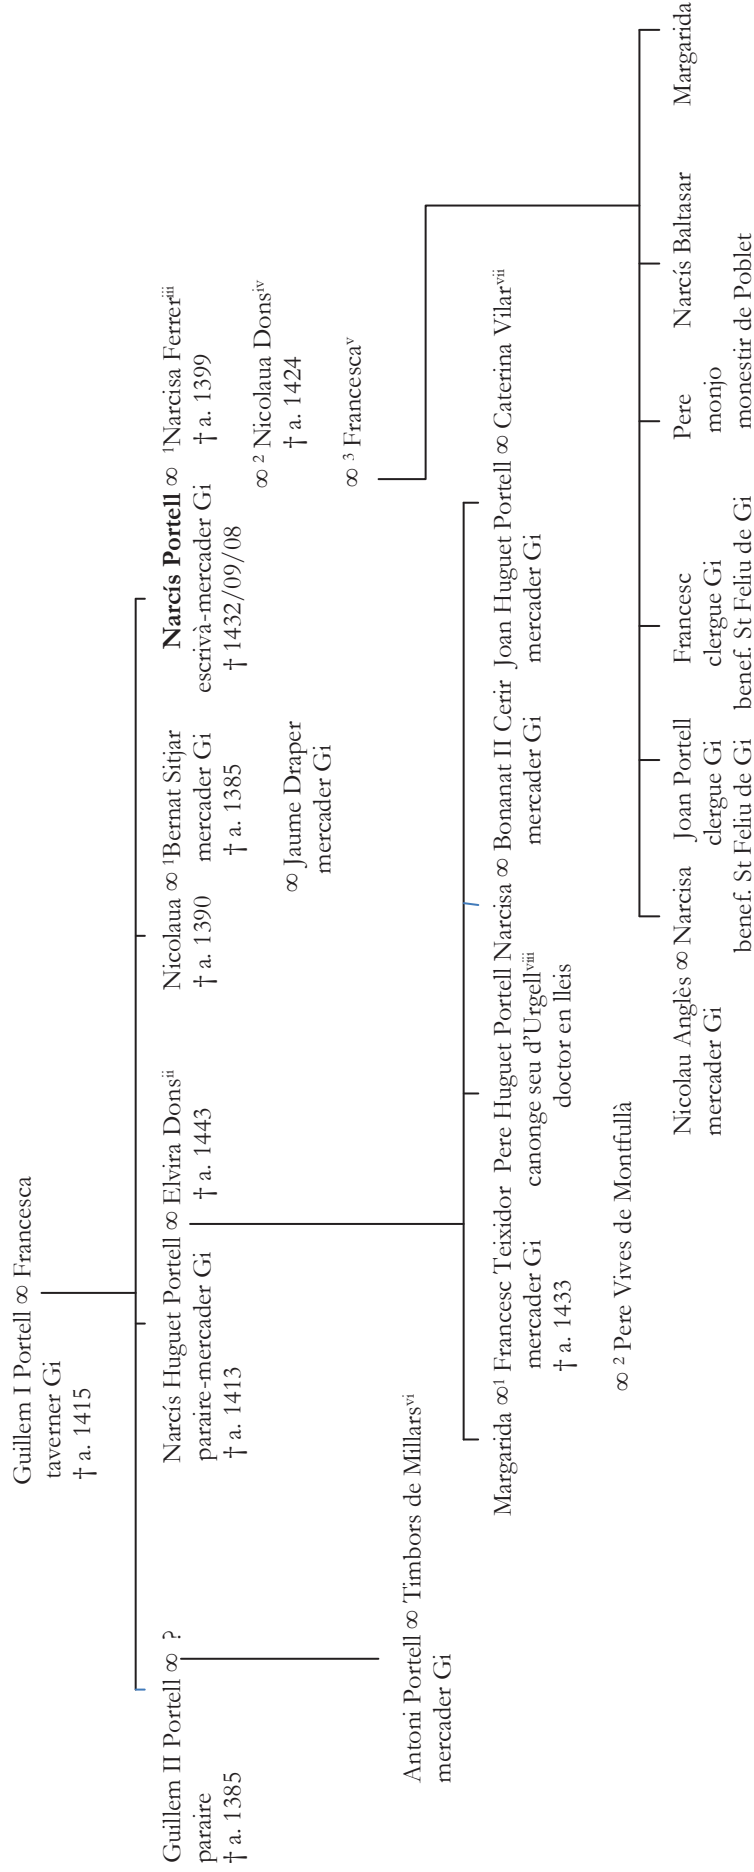 Guillem I Portell ∞ Francesca
taverner Gi
† a. 1415
Guillem II Portell ∞ ?
paraire
† a. 1385
Narcís Huguet Portell ∞ Elvira Donsⁱⁱ
paraire-mercader Gi
† a. 1413
† a. 1443
Nicolaua ∞ ¹Bernat Sitjar
† a. 1390
mercader Gi
† a. 1385
∞ Jaume Draper
mercader Gi
Narcís Portell ∞ ¹Narcisa Ferrerⁱⁱⁱ
escrivà-mercader Gi
† 1432/09/08
† a. 1399
∞ ² Nicolaua Donsⁱᵛ
† a. 1424
∞ ³ Francescaᵛ
Antoni Portell ∞ Timbors de Millarsᵛⁱ
mercader Gi
Margarida ∞¹ Francesc Teixidor
mercader Gi
† a. 1433
∞ ² Pere Vives de Montfullà
Pere Huguet Portell
canonge seu d'Urgellᵛⁱⁱⁱ
doctor en lleis
Narcisa ∞ Bonanat II Cerir
mercader Gi
Joan Huguet Portell ∞ Caterina Vilarᵛⁱⁱ
mercader Gi
Nicolau Anglès ∞ Narcisa
mercader Gi
Joan Portell
clergue Gi
benef. St Feliu de Gi
Francesc
clergue Gi
benef. St Feliu de Gi
Pere
monjo
monestir de Poblet
Narcís Baltasar
Margarida